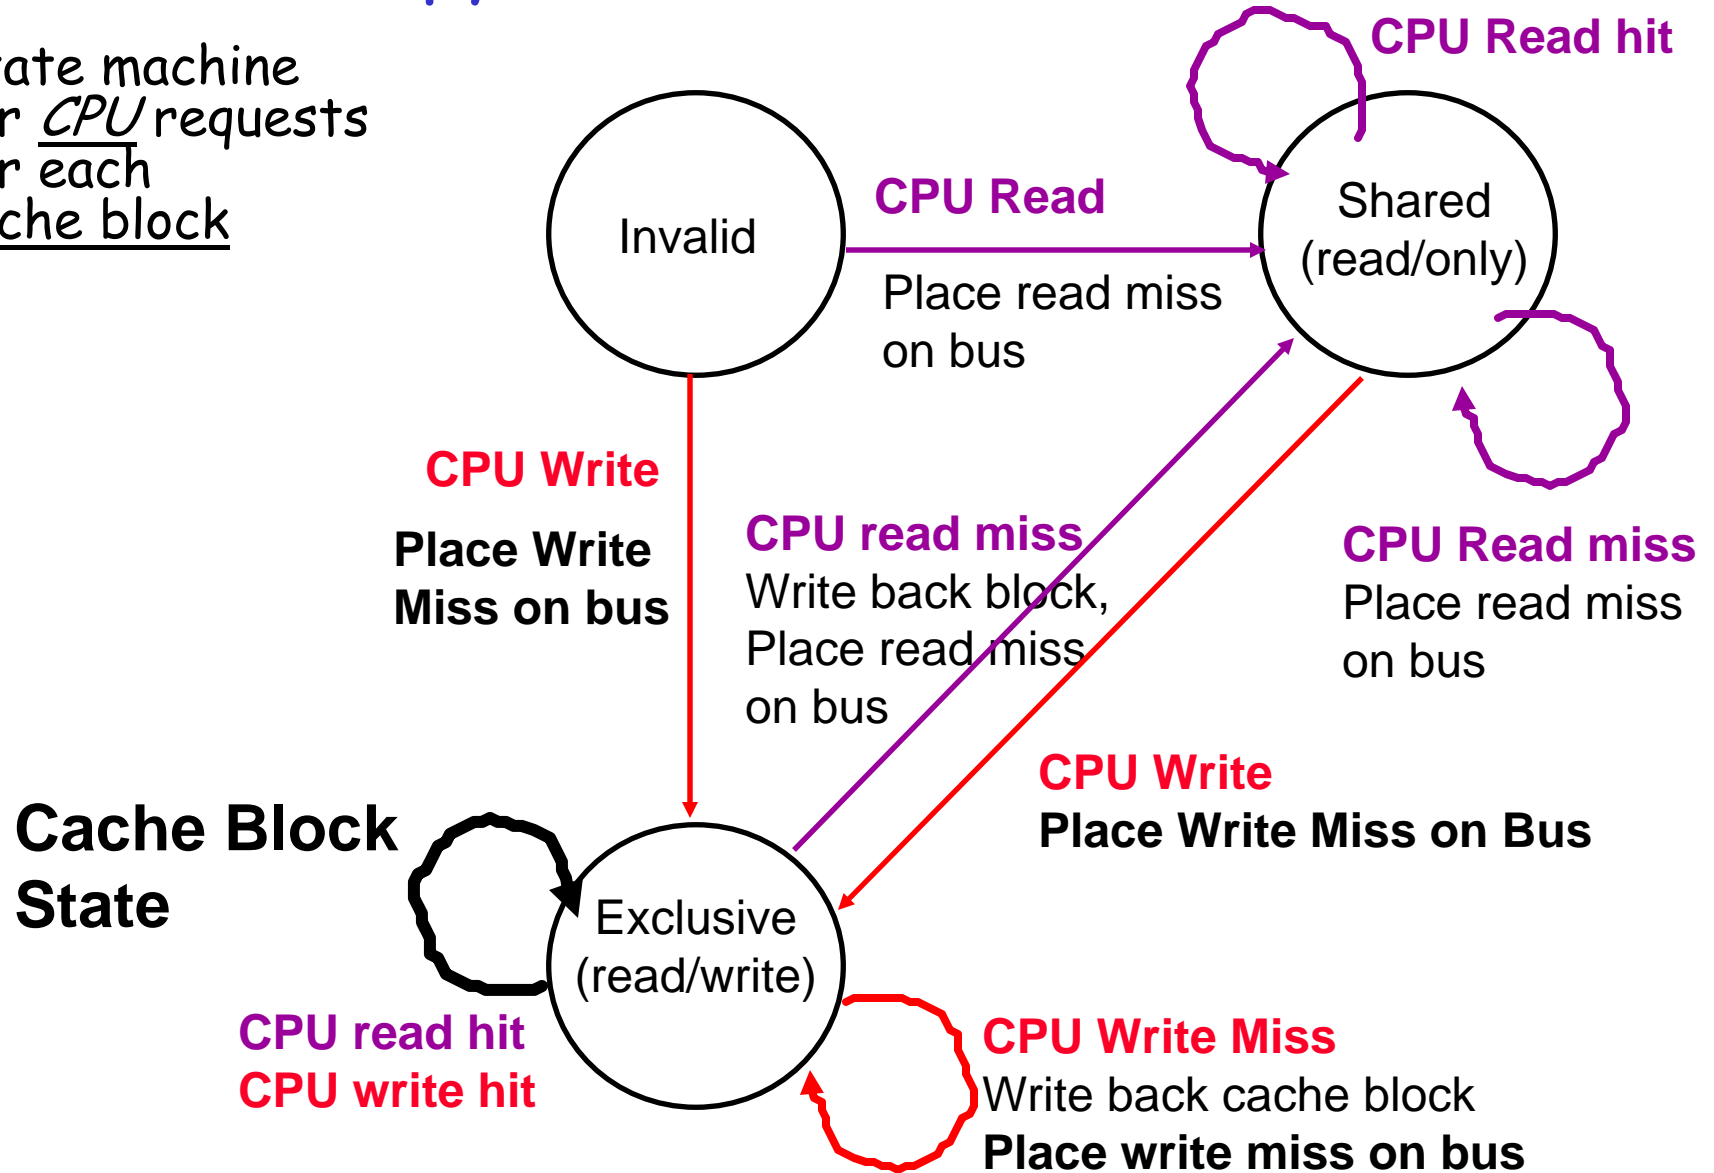 machine
CPU requests
each
block
CPU Read hit
Invalid
CPU Read
Place read miss
on bus
Shared
(read/only)
CPU Write
Place Write
Miss on bus
CPU read miss
Write back block,
Place read miss
on bus
CPU Read miss
Place read miss
on bus
CPU Write
Place Write Miss on Bus
Cache Block
State
Exclusive
(read/write)
CPU read hit
CPU write hit
CPU Write Miss
Write back cache block
Place write miss on bus